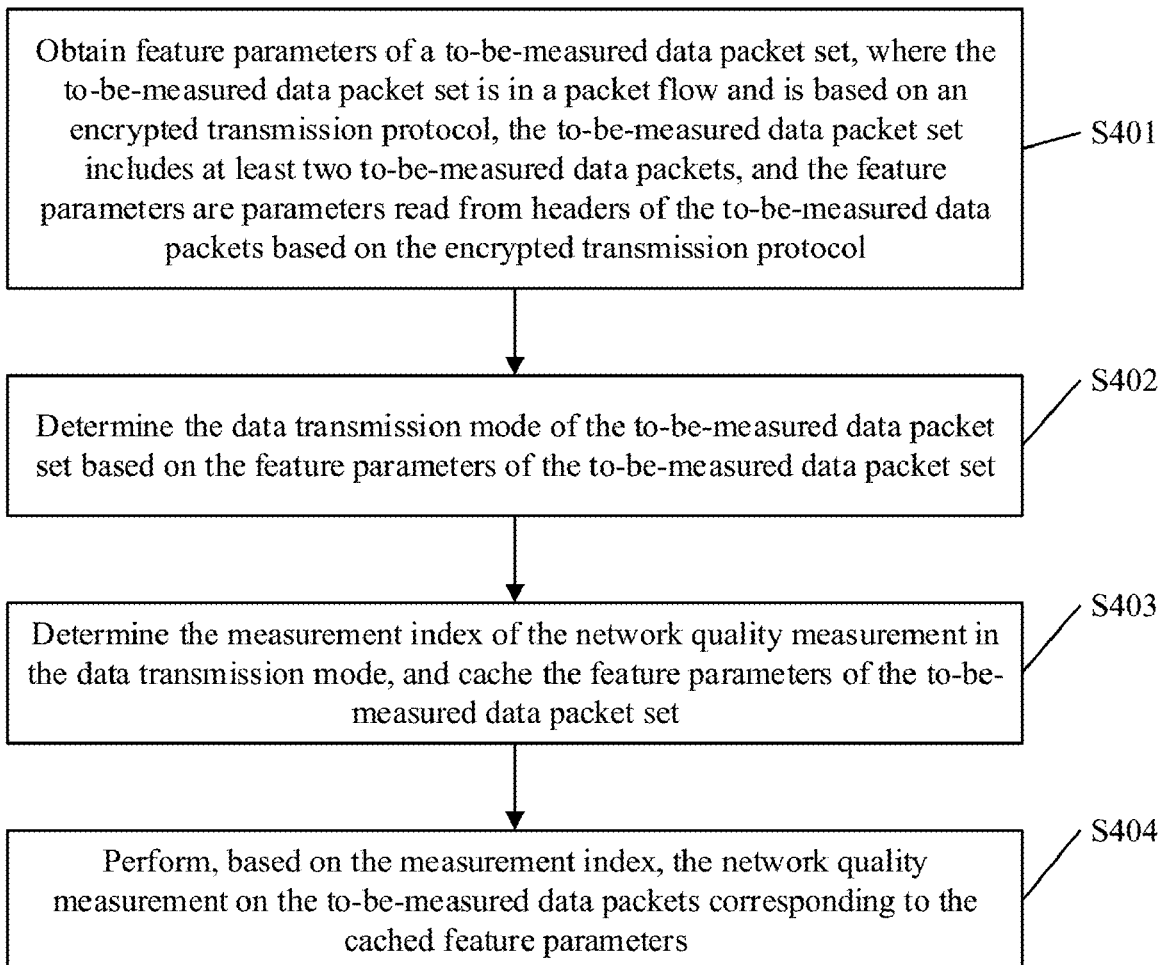 Obtain feature parameters of a to-be-measured data packet set, where the
to-be-measured data packet set is in a packet flow and is based on an
encrypted transmission protocol, the to-be-measured data packet set
includes at least two to-be-measured data packets, and the feature
parameters are parameters read from headers of the to-be-measured data
packets based on the encrypted transmission protocol
S401
Determine the data transmission mode of the to-be-measured data packet
set based on the feature parameters of the to-be-measured data packet set
S402
Determine the measurement index of the network quality measurement in
the data transmission mode, and cache the feature parameters of the to-be-
measured data packet set
S403
Perform, based on the measurement index, the network quality
measurement on the to-be-measured data packets corresponding to the
cached feature parameters
S404